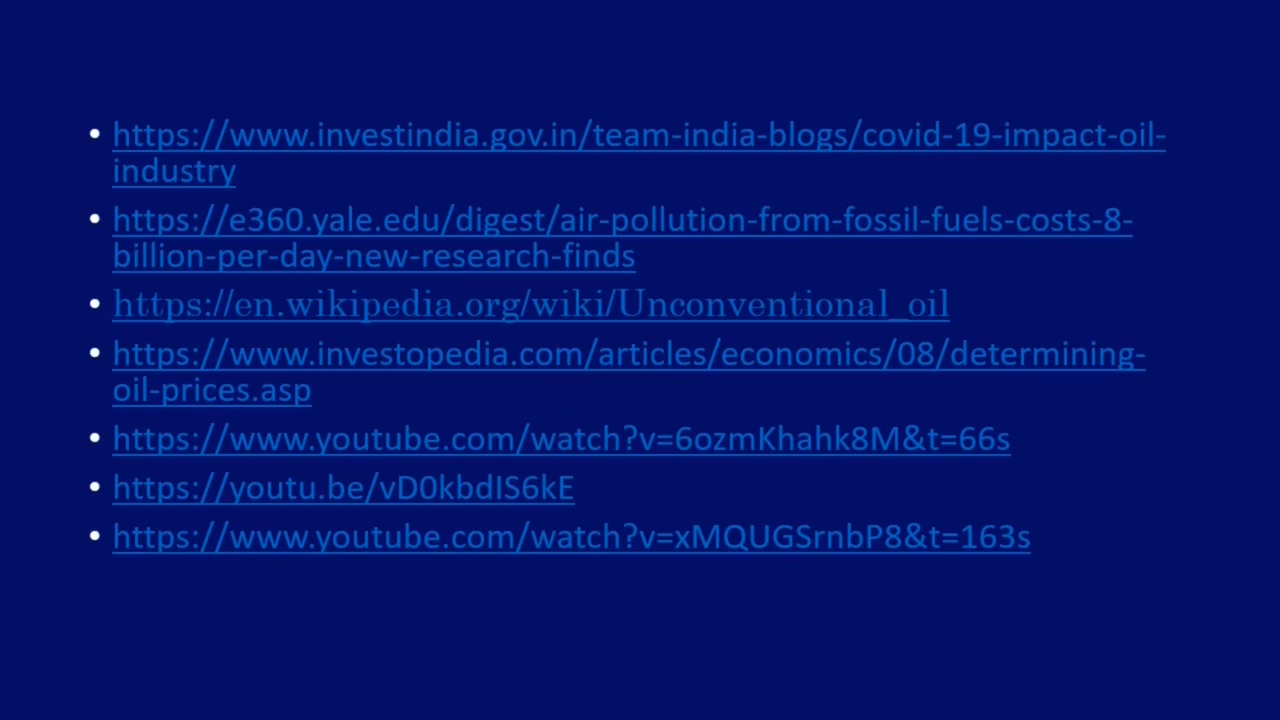 • https://www.investindia.gov.in/team-india-blogs/covid-19-impact-oil-
industry
• https://e360.yale.edu/digest/air-pollution-from-fossil-fuels-costs-8-
billion-per-day-new-research-finds
• https://en.wikipedia.org/wiki/Unconventional_oil
• https://www.investopedia.com/articles/economics/08/determining-
oil-prices.asp
• https://www.youtube.com/watch?v=6ozmKhahk8M&t=66s
• https://youtu.be/vD0kbdIS6kE
• https://www.youtube.com/watch?v=xMQUGSrnbP8&t=163s